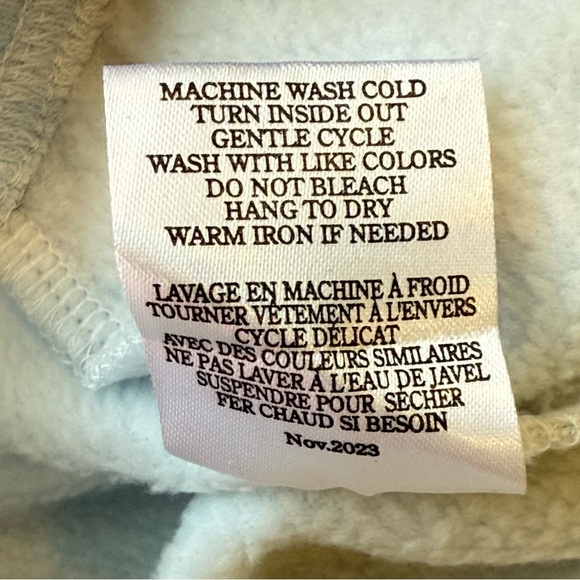 MACHINE WASH COLD
TURN INSIDE OUT
GENTLE CYCLE
WASH WITH LIKE COLORS
DO NOT BLEACH
HANG TO DRY
WARM IRON IF NEEDED
LAVAGE EN MACHINE À FROID
TOURNER VÊTEMENT À L'ENVERS
CYCLE DÉLICAT
AVEC DES COULEURS SIMILAIRES
NE PAS LAVER À L'EAU DE JAVEL
SUSPENDRE POUR SÉCHER
FER CHAUD SI BESOIN
Nov.2023